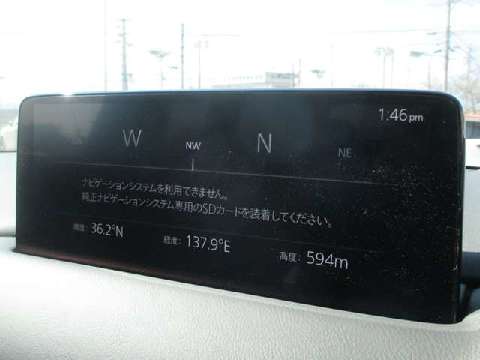 1:46 pm
W NW N NE
ナビゲーションシステムを利用できません。
純正ナビゲーションシステム専用のSDカードを装着してください。
緯度: 36.2°N 経度: 137.9°E 高度: 594m